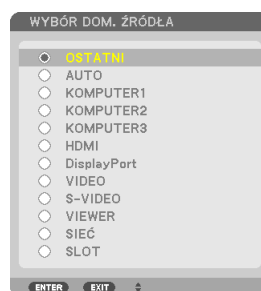 WYBÓR DOM. ŹRÓDŁA
OSTATNI
AUTO
KOMPUTER1
KOMPUTER2
KOMPUTER3
HDMI
DisplayPort
VIDEO
S-VIDEO
VIEWER
SIEĆ
SLOT
ENTER EXIT